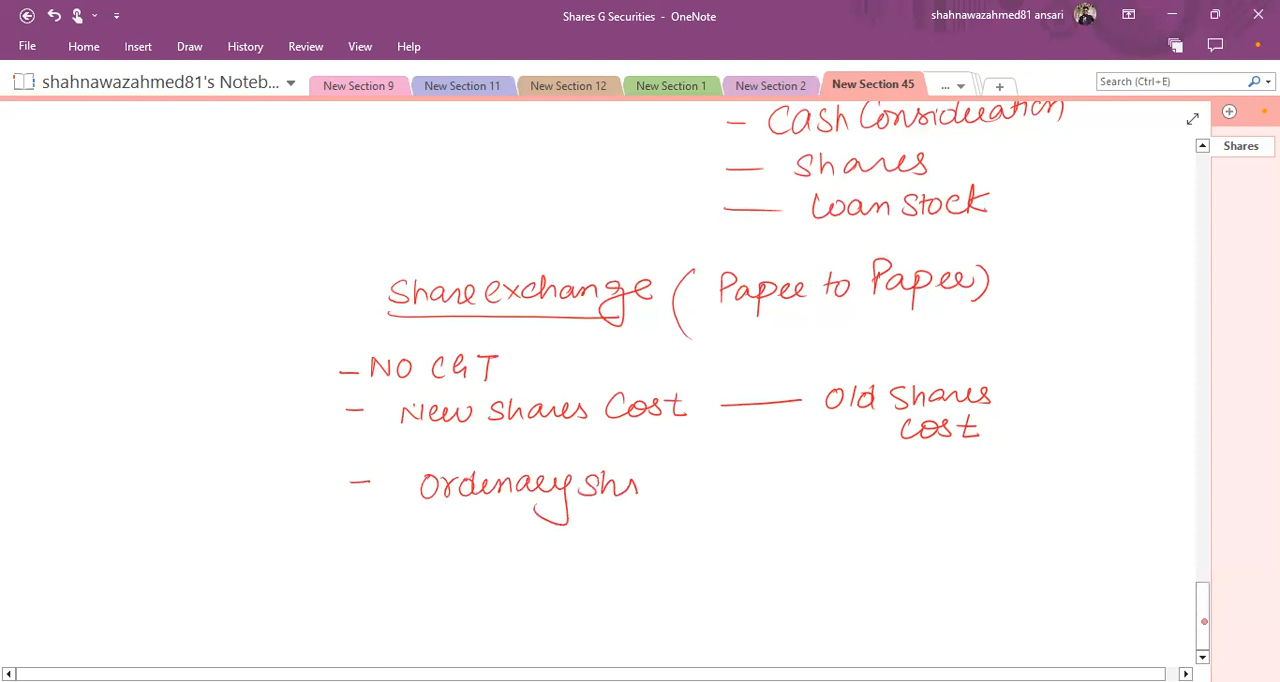 Shares G Securities - OneNote
shahnawazahmed81 ansari
File Home Insert Draw History Review View Help
shahnawazahmed81's Noteb... New Section 9 New Section 11 New Section 12 New Section 1 New Section 2 New Section 45 ... Search (Ctrl+E)
Shares
- Cash Consideration
- Shares
- Loan Stock
Share exchange (Paper to Paper)
- NO CGT
- New Shares Cost - Old Shares
Cost
- Ordinary Sha